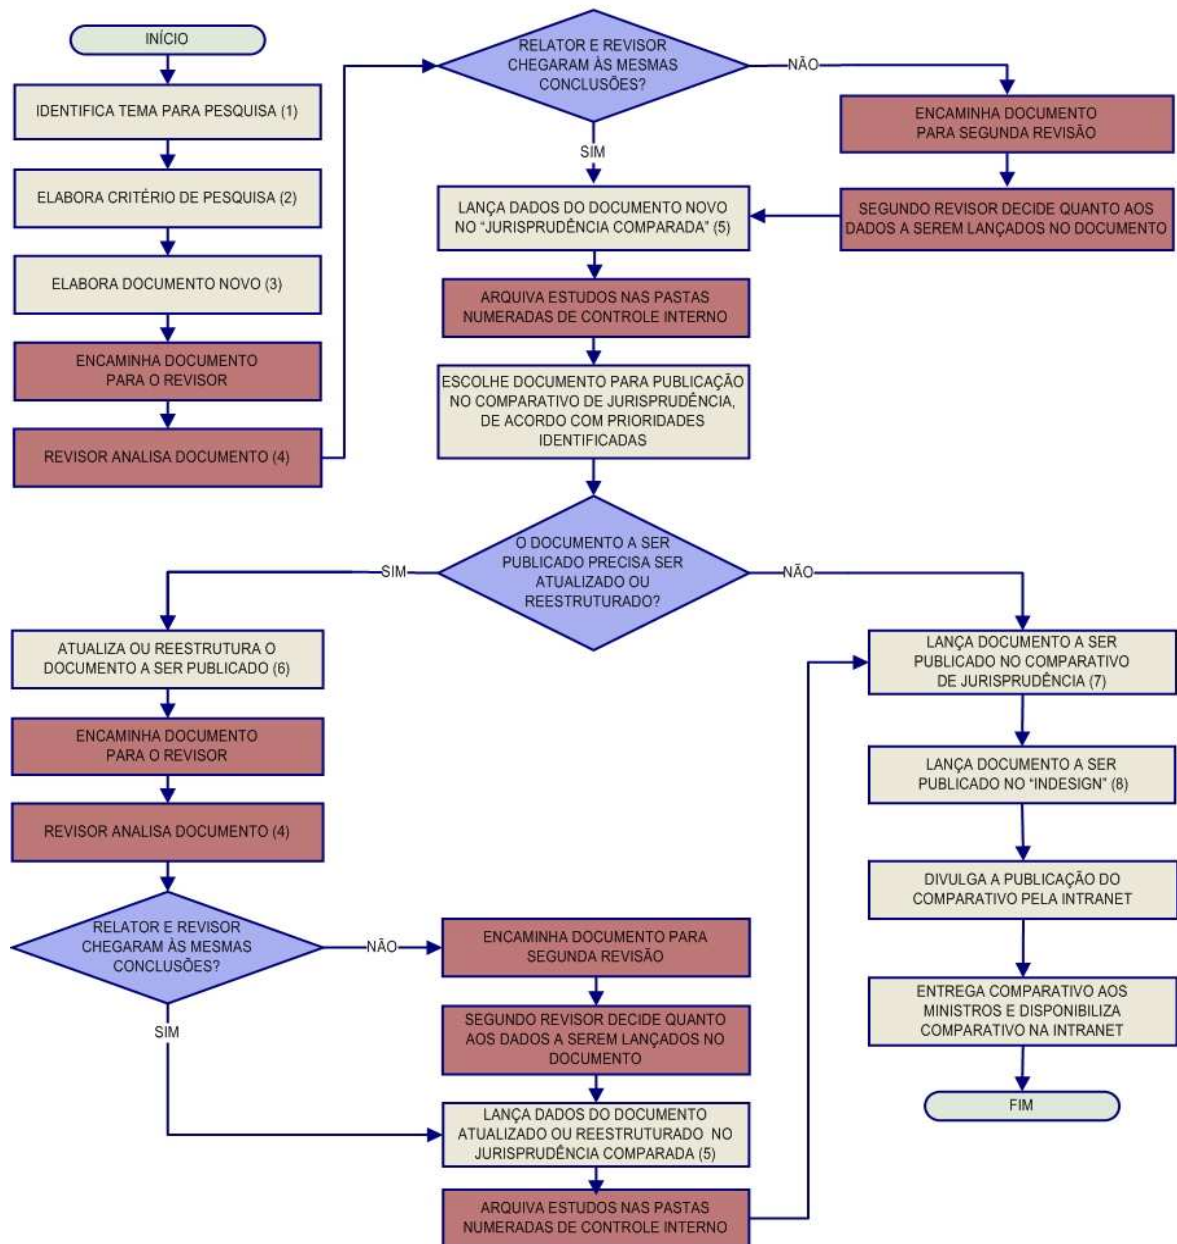 INÍCIO
IDENTIFICA TEMA PARA PESQUISA (1)
ELABORA CRITÉRIO DE PESQUISA (2)
ELABORA DOCUMENTO NOVO (3)
ENCAMINHA DOCUMENTO
PARA O REVISOR
REVISOR ANALISA DOCUMENTO (4)
RELATOR E REVISOR
CHEGARAM ÀS MESMAS
CONCLUSÕES?
NÃO
ENCAMINHA DOCUMENTO
PARA SEGUNDA REVISÃO
SEGUNDO REVISOR DECIDE QUANTO AOS
DADOS A SEREM LANÇADOS NO DOCUMENTO
SIM
LANÇA DADOS DO DOCUMENTO NOVO
NO “JURISPRUDÊNCIA COMPARADA” (5)
ARQUIVA ESTUDOS NAS PASTAS
NUMERADAS DE CONTROLE INTERNO
ESCOLHE DOCUMENTO PARA PUBLICAÇÃO
NO COMPARATIVO DE JURISPRUDÊNCIA,
DE ACORDO COM PRIORIDADES
IDENTIFICADAS
O DOCUMENTO A SER
PUBLICADO PRECISA SER
ATUALIZADO OU
REESTRUTURADO?
SIM
NÃO
ATUALIZA OU REESTRUTURA O
DOCUMENTO A SER PUBLICADO (6)
ENCAMINHA DOCUMENTO
PARA O REVISOR
REVISOR ANALISA DOCUMENTO (4)
RELATOR E REVISOR
CHEGARAM ÀS MESMAS
CONCLUSÕES?
NÃO
SIM
ENCAMINHA DOCUMENTO PARA
SEGUNDA REVISÃO
SEGUNDO REVISOR DECIDE QUANTO
AOS DADOS A SEREM LANÇADOS NO
DOCUMENTO
LANÇA DADOS DO DOCUMENTO
ATUALIZADO OU REESTRUTURADO NO
JURISPRUDÊNCIA COMPARADA (5)
ARQUIVA ESTUDOS NAS PASTAS
NUMERADAS DE CONTROLE INTERNO
LANÇA DOCUMENTO A SER
PUBLICADO NO COMPARATIVO
DE JURISPRUDÊNCIA (7)
LANÇA DOCUMENTO A SER
PUBLICADO NO “INDESIGN” (8)
DIVULGA A PUBLICAÇÃO DO
COMPARATIVO PELA INTRANET
ENTREGA COMPARATIVO AOS
MINISTROS E DISPONIBILIZA
COMPARATIVO NA INTRANET
FIM